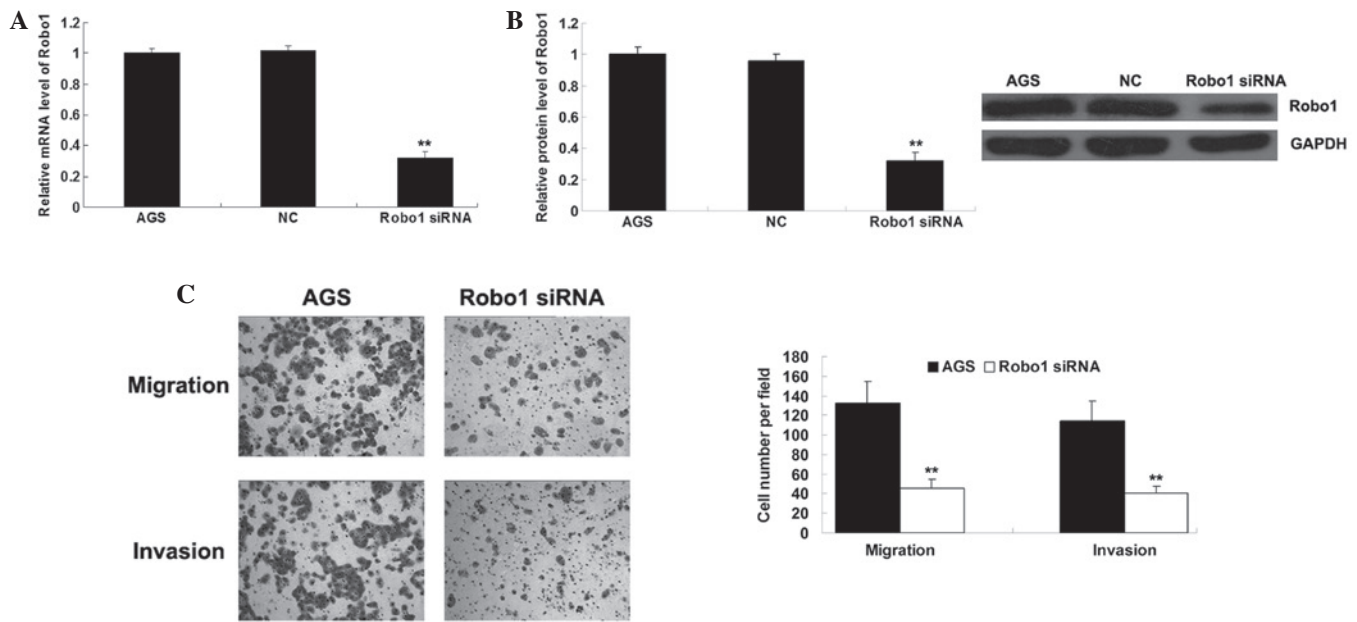 A
Relative mRNA level of Robo1
1.2
1
0.8
0.6
0.4
0.2
0
**
AGS
NC
Robo1 siRNA
B
Relative protein level of Robo1
1.2
1
0.8
0.6
0.4
0.2
0
**
AGS
NC
Robo1 siRNA
AGS
NC
Robo1 siRNA
Robo1
GAPDH
C
AGS
Robo1 siRNA
Migration
Invasion
Cell number per field
180
160
140
120
100
80
60
40
20
0
AGS
Robo1 siRNA
**
**
Migration
Invasion